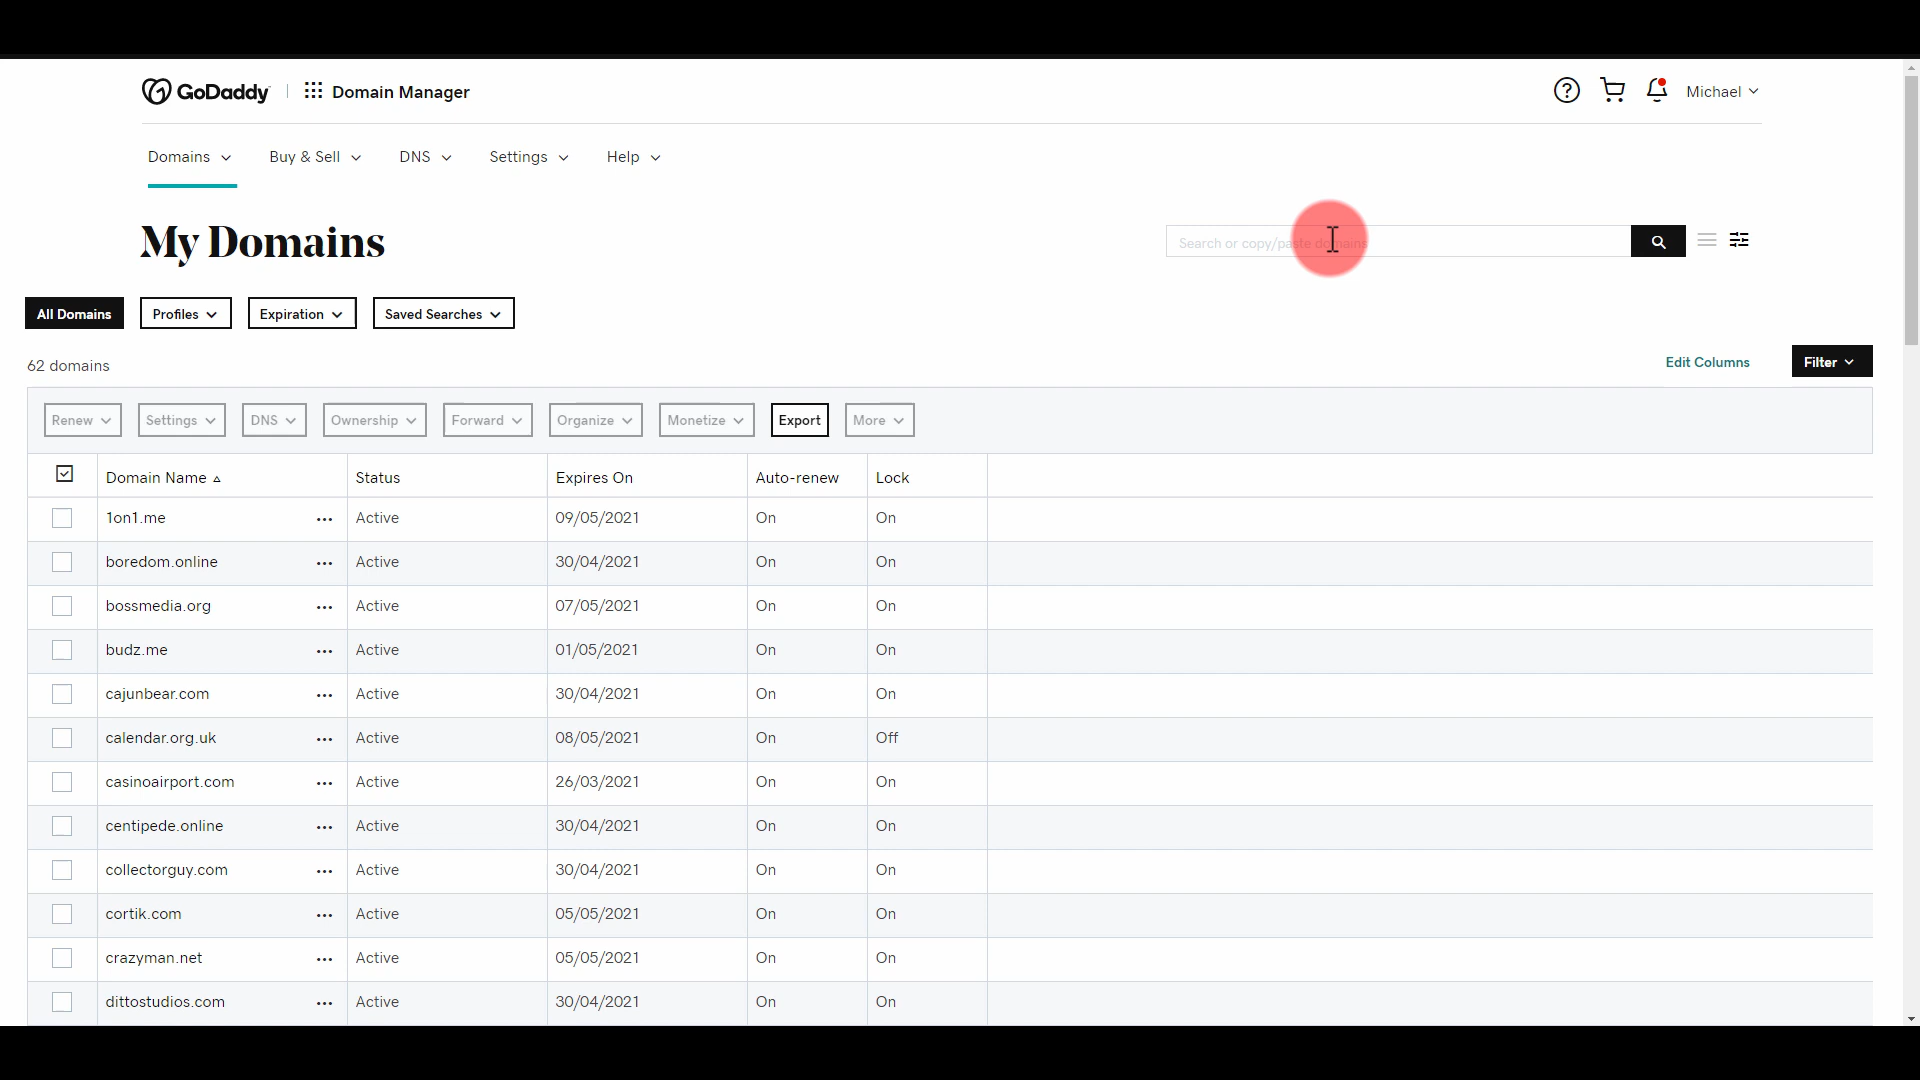 GoDaddy Domain Manager Michael
Domains Buy & Sell DNS Settings Help
My Domains
Search or copy/paste domains
All Domains Profiles Expiration Saved Searches
62 domains
Edit Columns Filter
Renew Settings DNS Ownership Forward Organize Monetize Export More
Domain Name Status Expires On Auto-renew Lock
1on1.me ... Active 09/05/2021 On On
boredom.online ... Active 30/04/2021 On On
bossmedia.org ... Active 07/05/2021 On On
budz.me ... Active 01/05/2021 On On
cajunbear.com ... Active 30/04/2021 On On
calendar.org.uk ... Active 08/05/2021 On Off
casinoairport.com ... Active 26/03/2021 On On
centipede.online ... Active 30/04/2021 On On
collectorguy.com ... Active 30/04/2021 On On
cortik.com ... Active 05/05/2021 On On
crazyman.net ... Active 05/05/2021 On On
dittostudios.com ... Active 30/04/2021 On On